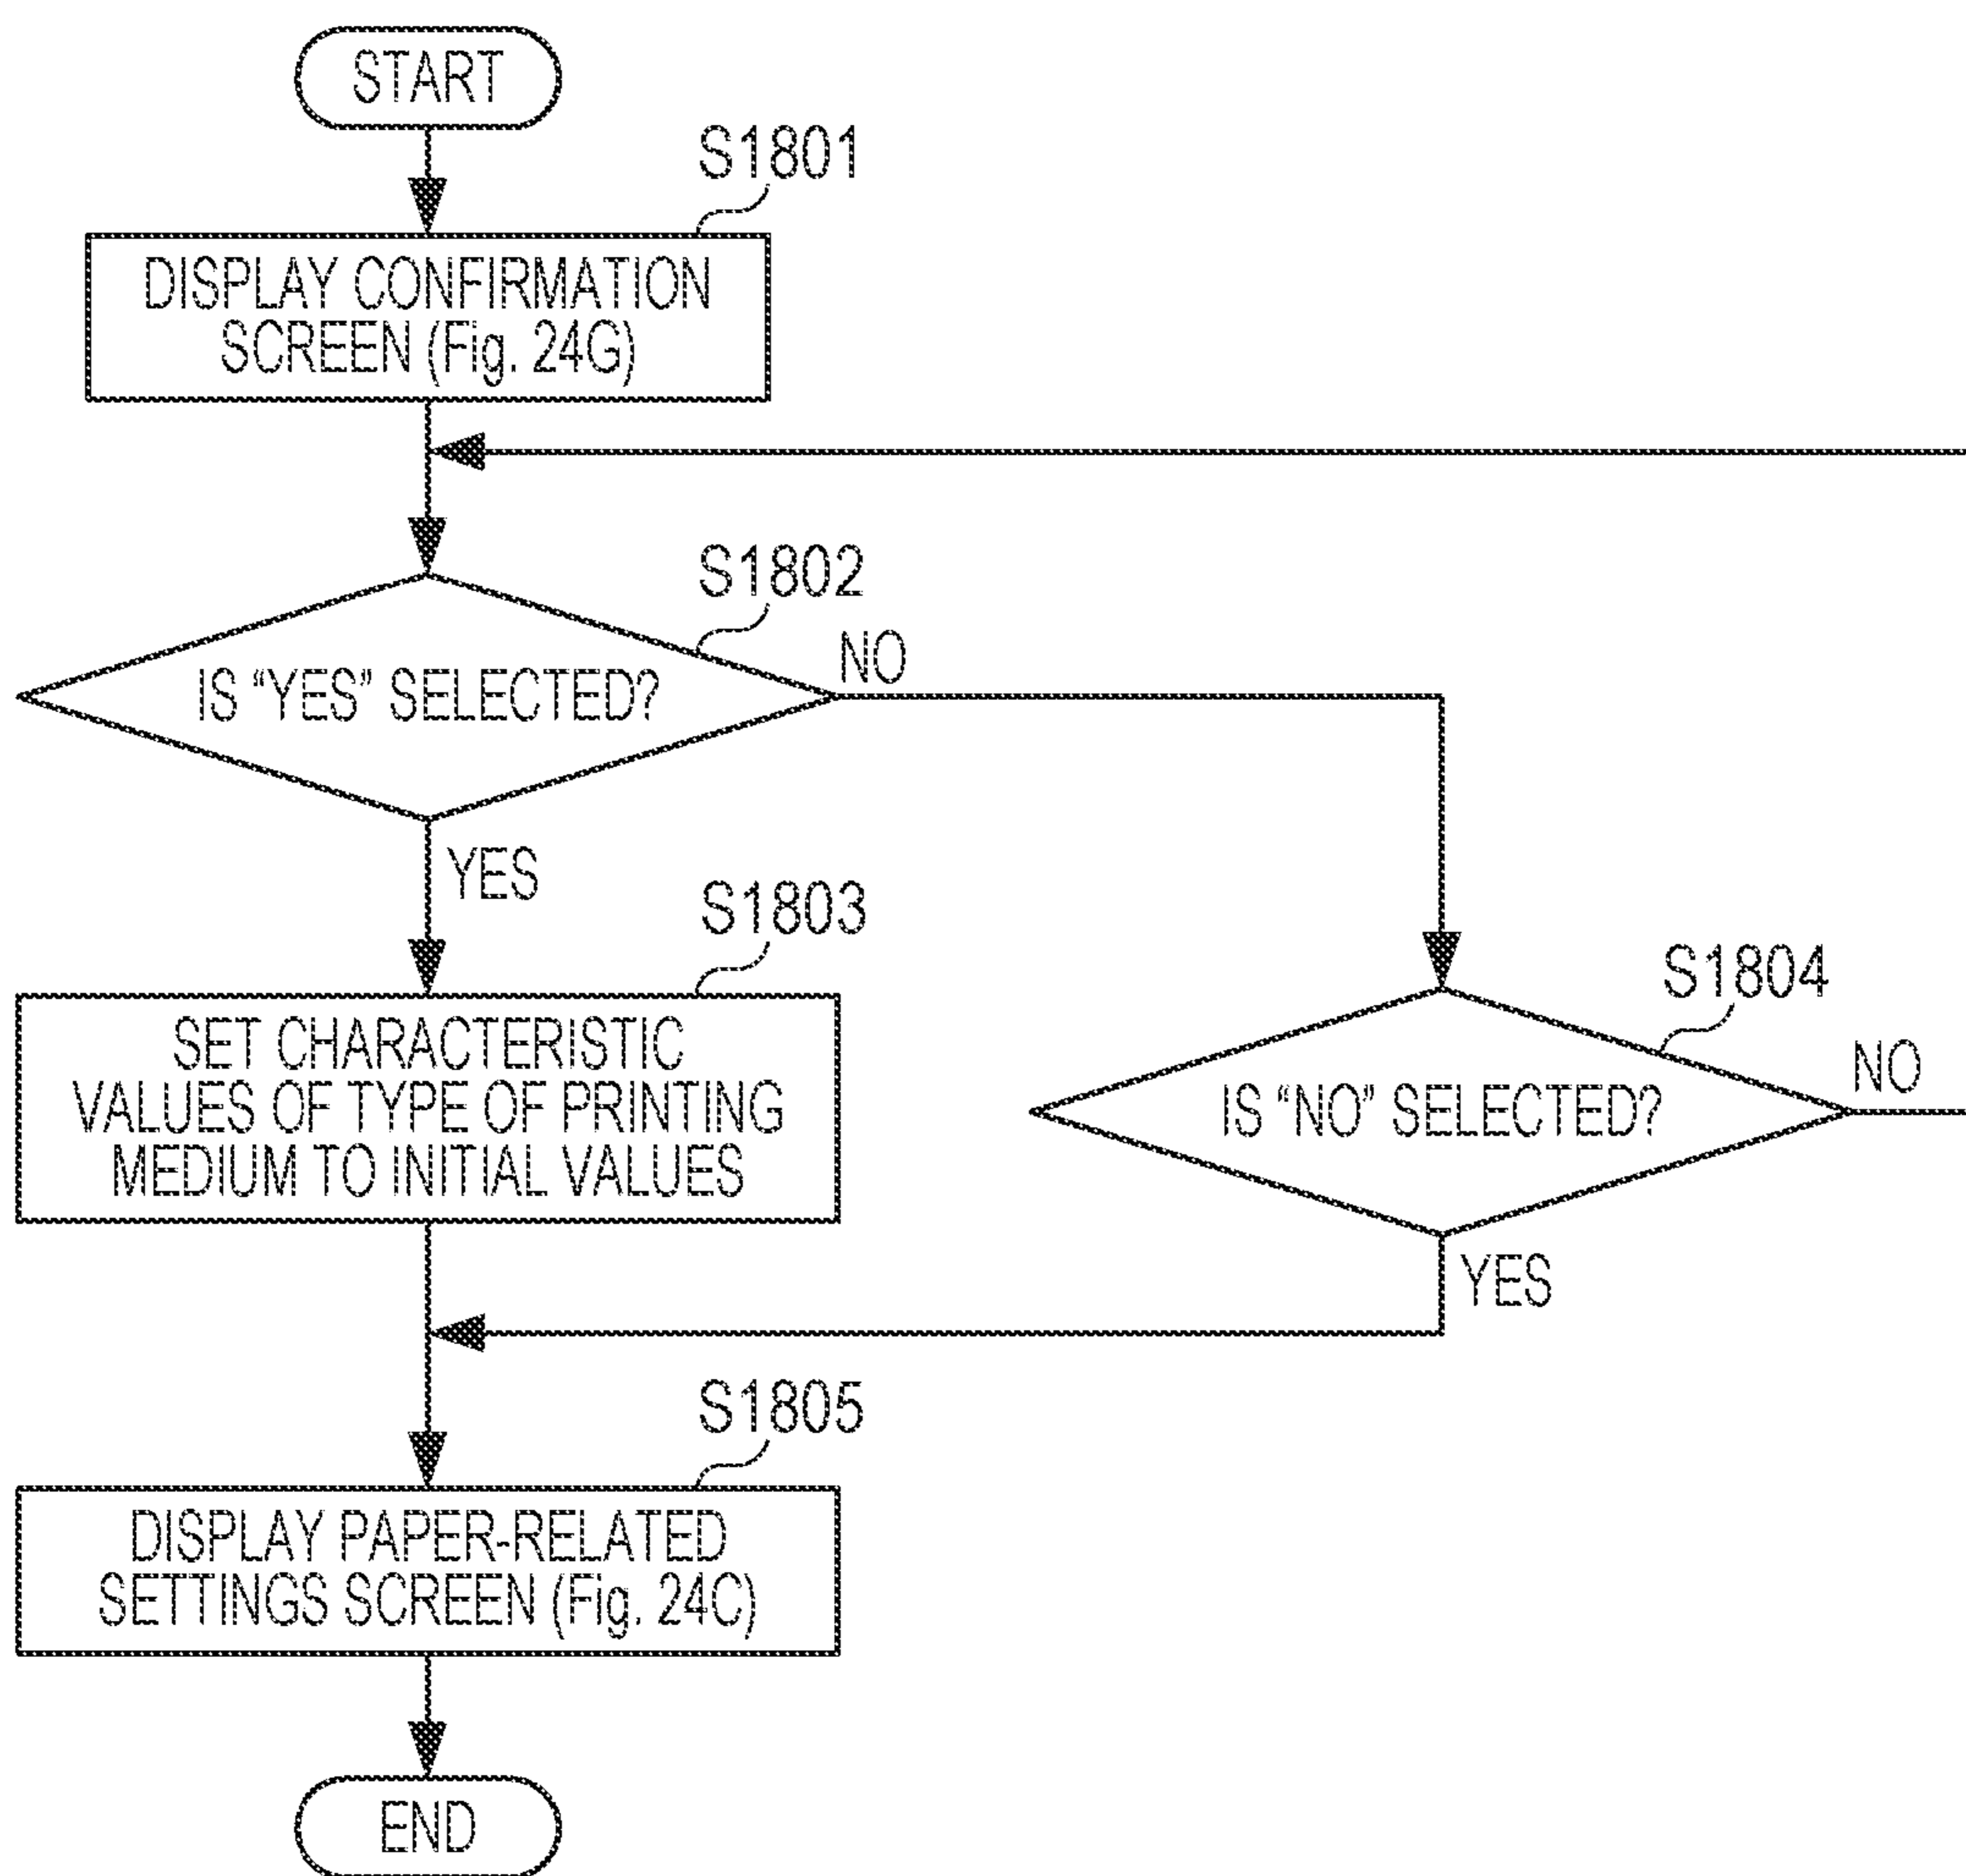 START
S1801
DISPLAY CONFIRMATION
SCREEN (Fig. 24G)
S1802
IS “YES” SELECTED?
NO
YES
S1803
SET CHARACTERISTIC
VALUES OF TYPE OF PRINTING
MEDIUM TO INITIAL VALUES
S1804
IS “NO” SELECTED?
NO
YES
S1805
DISPLAY PAPER-RELATED
SETTINGS SCREEN (Fig. 24C)
END